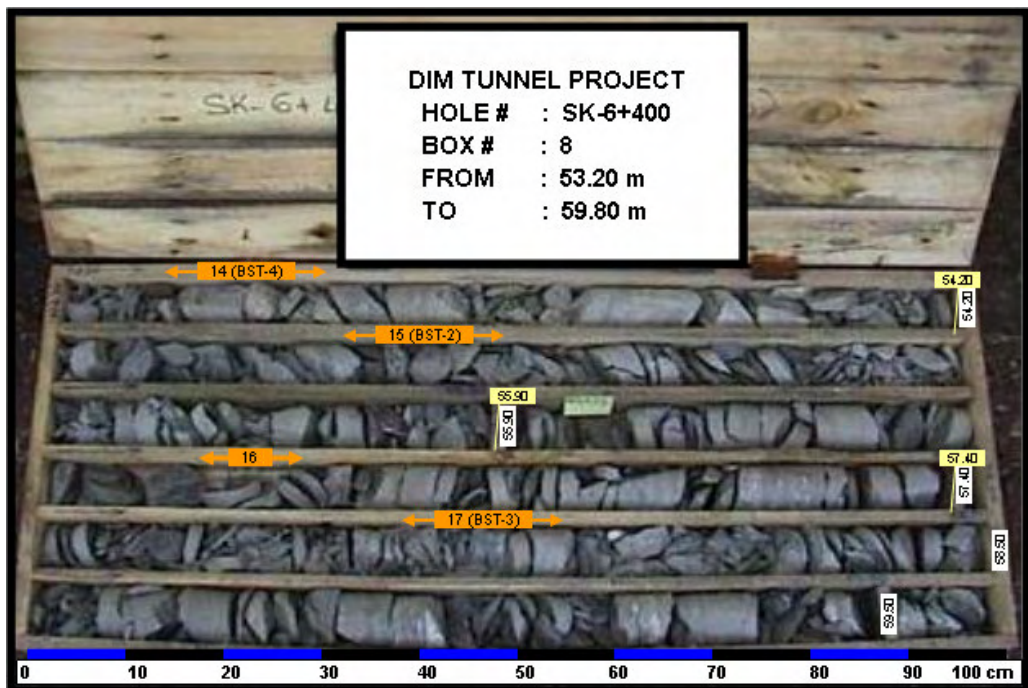 DIM TUNNEL PROJECT
HOLE # : SK-6+400
BOX # : 8
FROM : 53.20 m
TO : 59.80 m
SK-6+
14 (BST-4)
54.20
54.20
15 (BST-2)
55.90
55.90
16
57.40
57.40
17 (BST-3)
58.50
59.50
0 10 20 30 40 50 60 70 80 90 100 cm